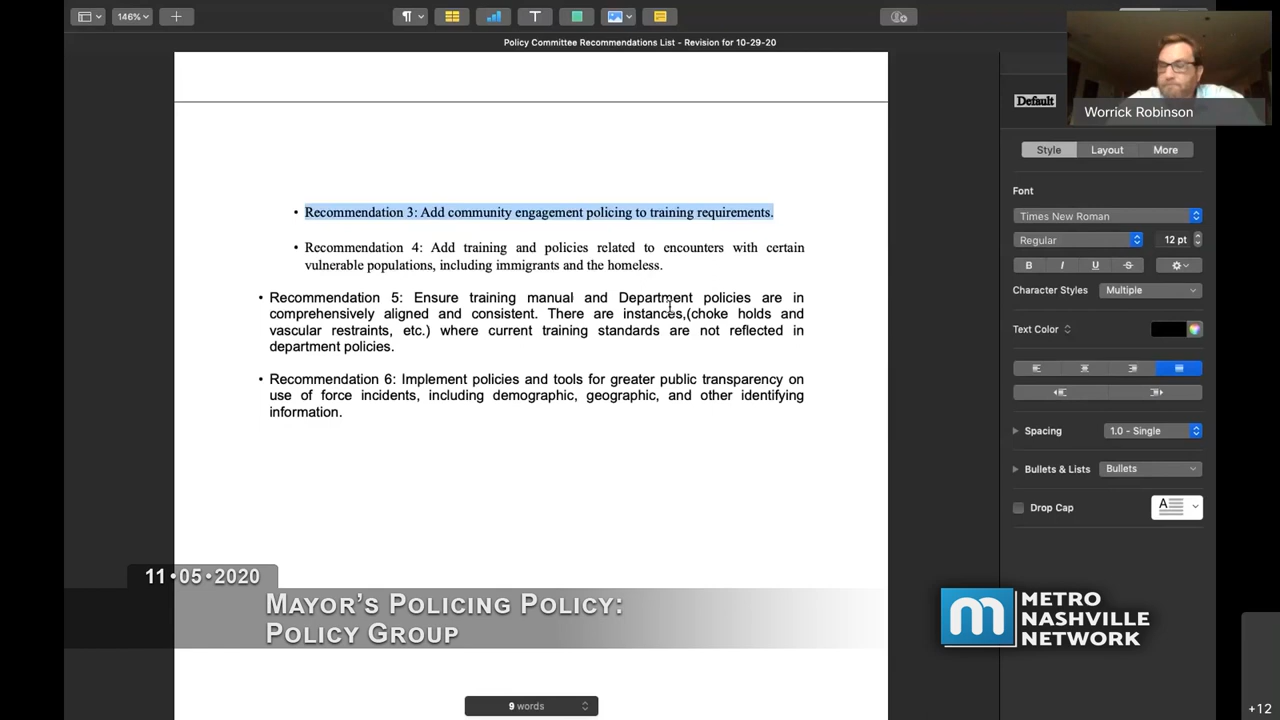 146%
Policy Committee Recommendations List - Revision for 10-29-20
Worrick Robinson
• Recommendation 3: Add community engagement policing to training requirements.
• Recommendation 4: Add training and policies related to encounters with certain
vulnerable populations, including immigrants and the homeless.
• Recommendation 5: Ensure training manual and Department policies are in
comprehensively aligned and consistent. There are instances,(choke holds and
vascular restraints, etc.) where current training standards are not reflected in
department policies.
• Recommendation 6: Implement policies and tools for greater public transparency on
use of force incidents, including demographic, geographic, and other identifying
information.
Default
Style Layout More
Font
Times New Roman
Regular 12 pt
B I U S
Character Styles Multiple
Text Color
Spacing 1.0 - Single
Bullets & Lists Bullets
Drop Cap A
11•05•2020
MAYOR'S POLICING POLICY:
POLICY GROUP
m METRO
NASHVILLE
NETWORK
9 words
+12